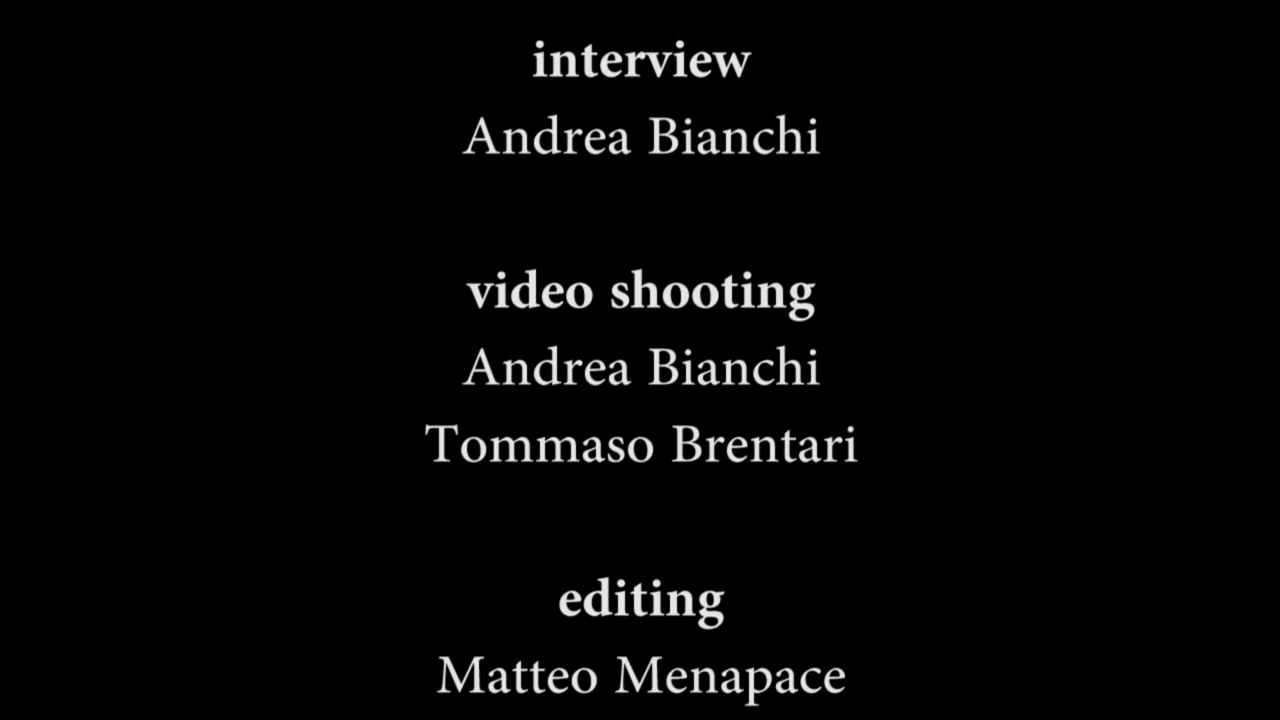 interview
Andrea Bianchi
video shooting
Andrea Bianchi
Tommaso Brentari
editing
Matteo Menapace